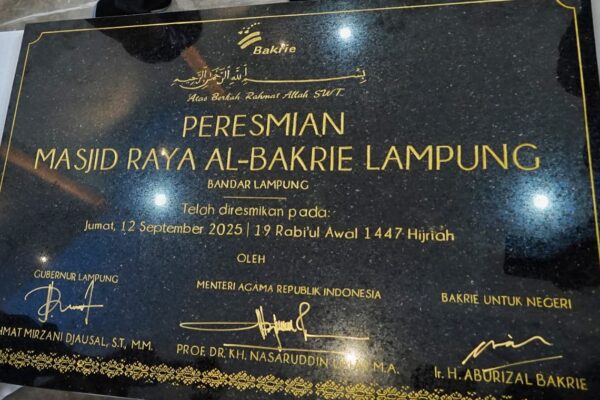 Bakrie
بِسْمِ اللَّهِ الرَّحْمَنِ الرَّحِيمِ
Atas Berkah Rahmat Allah SWT.
PERESMIAN
MASJID RAYA AL-BAKRIE LAMPUNG
BANDAR LAMPUNG
Telah diresmikan pada:
Jumat, 12 September 2025 | 19 Rabi'ul Awal 1447 Hijriah
OLEH
GUBERNUR LAMPUNG
MENTERI AGAMA REPUBLIK INDONESIA
BAKRIE UNTUK NEGERI
MIRZANI DJAUSAL, S.T, M.M.
PROF. DR. KH. NASARUDDIN M.A.
Ir. H. ABURIZAL BAKRIE